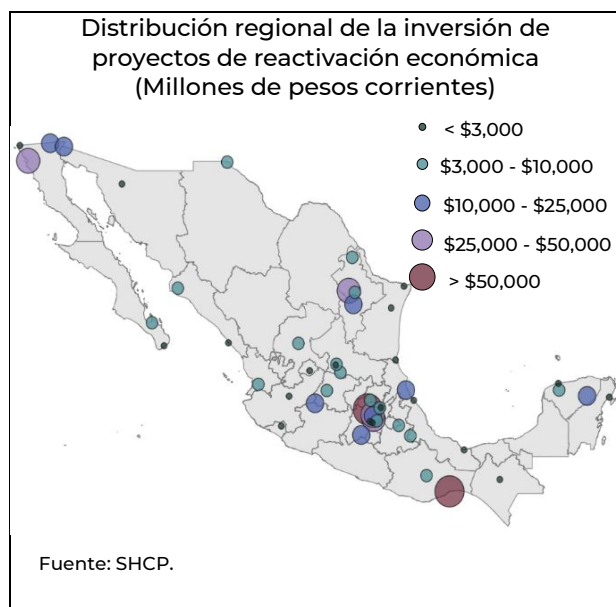 Distribución regional de la inversión de
proyectos de reactivación económica
(Millones de pesos corrientes)
< $3,000
$3,000 - $10,000
$10,000 - $25,000
$25,000 - $50,000
> $50,000
Fuente: SHCP.